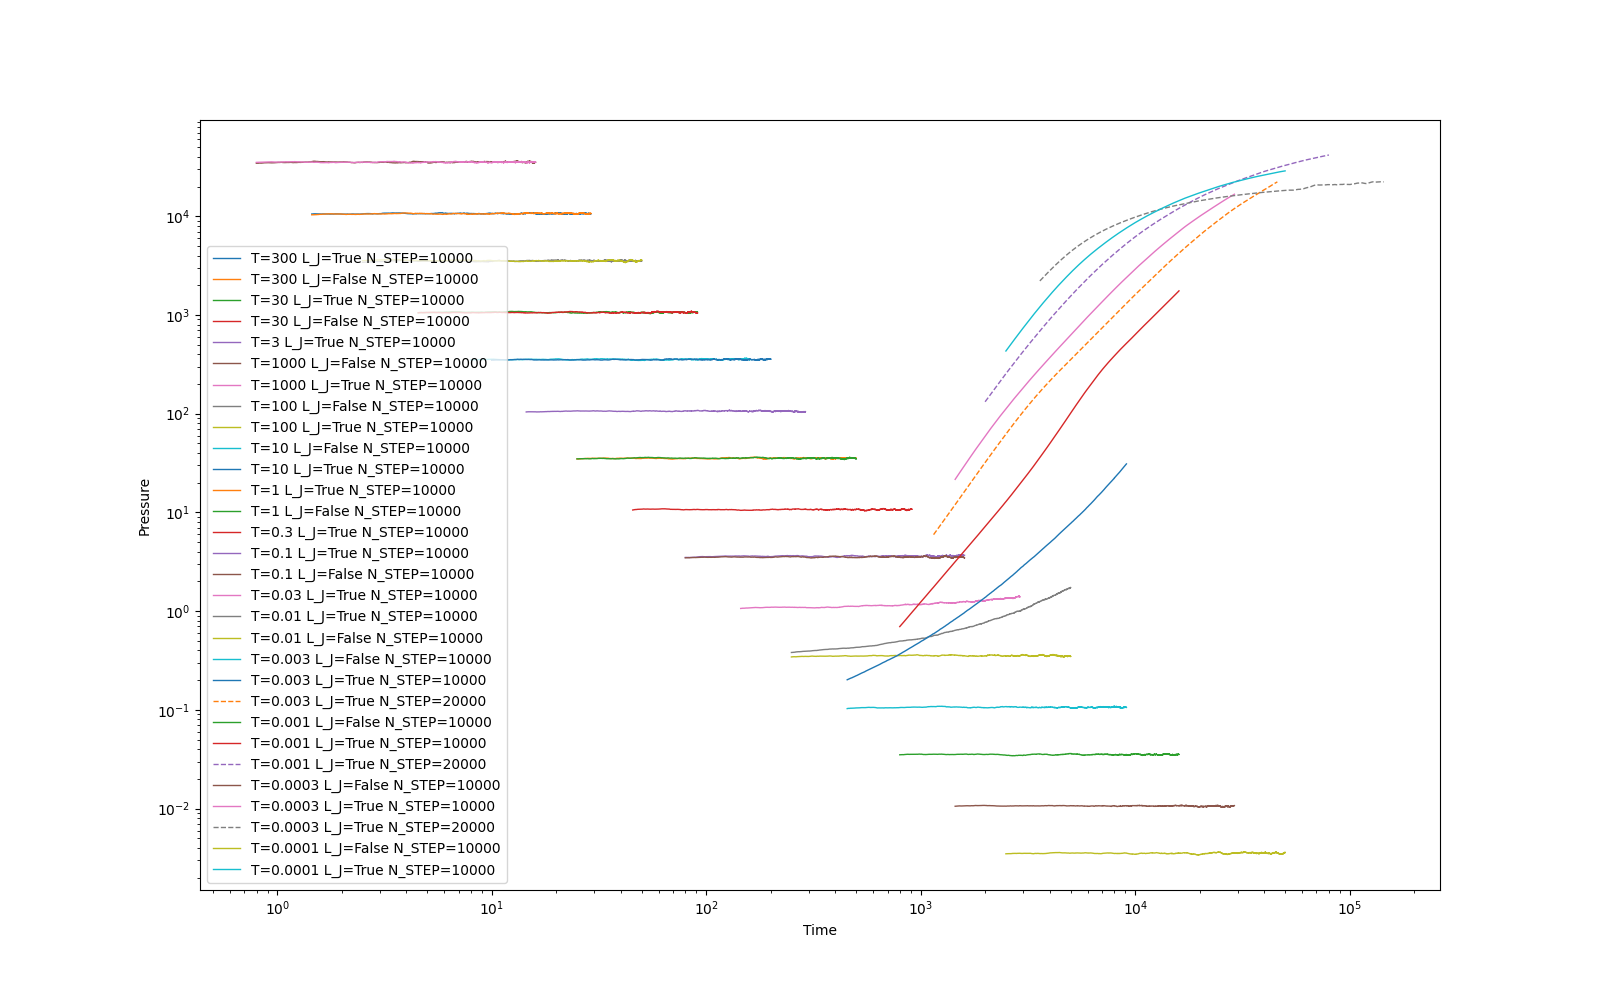 10⁴
10³
10²
10¹
10⁰
10⁻¹
10⁻²
Pressure
T=300 L_J=True N_STEP=10000
T=300 L_J=False N_STEP=10000
T=30 L_J=True N_STEP=10000
T=30 L_J=False N_STEP=10000
T=3 L_J=True N_STEP=10000
T=1000 L_J=False N_STEP=10000
T=1000 L_J=True N_STEP=10000
T=100 L_J=False N_STEP=10000
T=100 L_J=True N_STEP=10000
T=10 L_J=False N_STEP=10000
T=10 L_J=True N_STEP=10000
T=1 L_J=True N_STEP=10000
T=1 L_J=False N_STEP=10000
T=0.3 L_J=True N_STEP=10000
T=0.1 L_J=True N_STEP=10000
T=0.1 L_J=False N_STEP=10000
T=0.03 L_J=True N_STEP=10000
T=0.01 L_J=True N_STEP=10000
T=0.01 L_J=False N_STEP=10000
T=0.003 L_J=False N_STEP=10000
T=0.003 L_J=True N_STEP=10000
T=0.003 L_J=True N_STEP=20000
T=0.001 L_J=False N_STEP=10000
T=0.001 L_J=True N_STEP=10000
T=0.001 L_J=True N_STEP=20000
T=0.0003 L_J=False N_STEP=10000
T=0.0003 L_J=True N_STEP=10000
T=0.0003 L_J=True N_STEP=20000
T=0.0001 L_J=False N_STEP=10000
T=0.0001 L_J=True N_STEP=10000
10⁰ 10¹ 10² 10³ 10⁴ 10⁵
Time